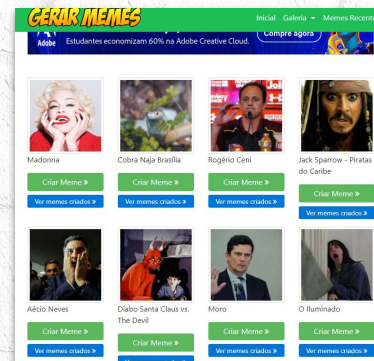 GERAR MEMES
Inicial Galeria Memes Recente
Adobe
Estudantes economizam 60% na Adobe Creative Cloud.
Compre agora
Madonna
Criar Meme »
Ver memes criados »
Cobra Naja Brasília
Criar Meme »
Ver memes criados »
Rogério Ceni
Criar Meme »
Ver memes criados »
Jack Sparrow - Piratas
do Caribe
Criar Meme »
Ver memes criados »
Aécio Neves
Criar Meme »
Ver memes criados »
Diabo Santa Claus vs.
The Devil
Criar Meme »
Moro
Criar Meme »
Ver memes criados »
O Iluminado
Criar Meme »
Ver memes criados »